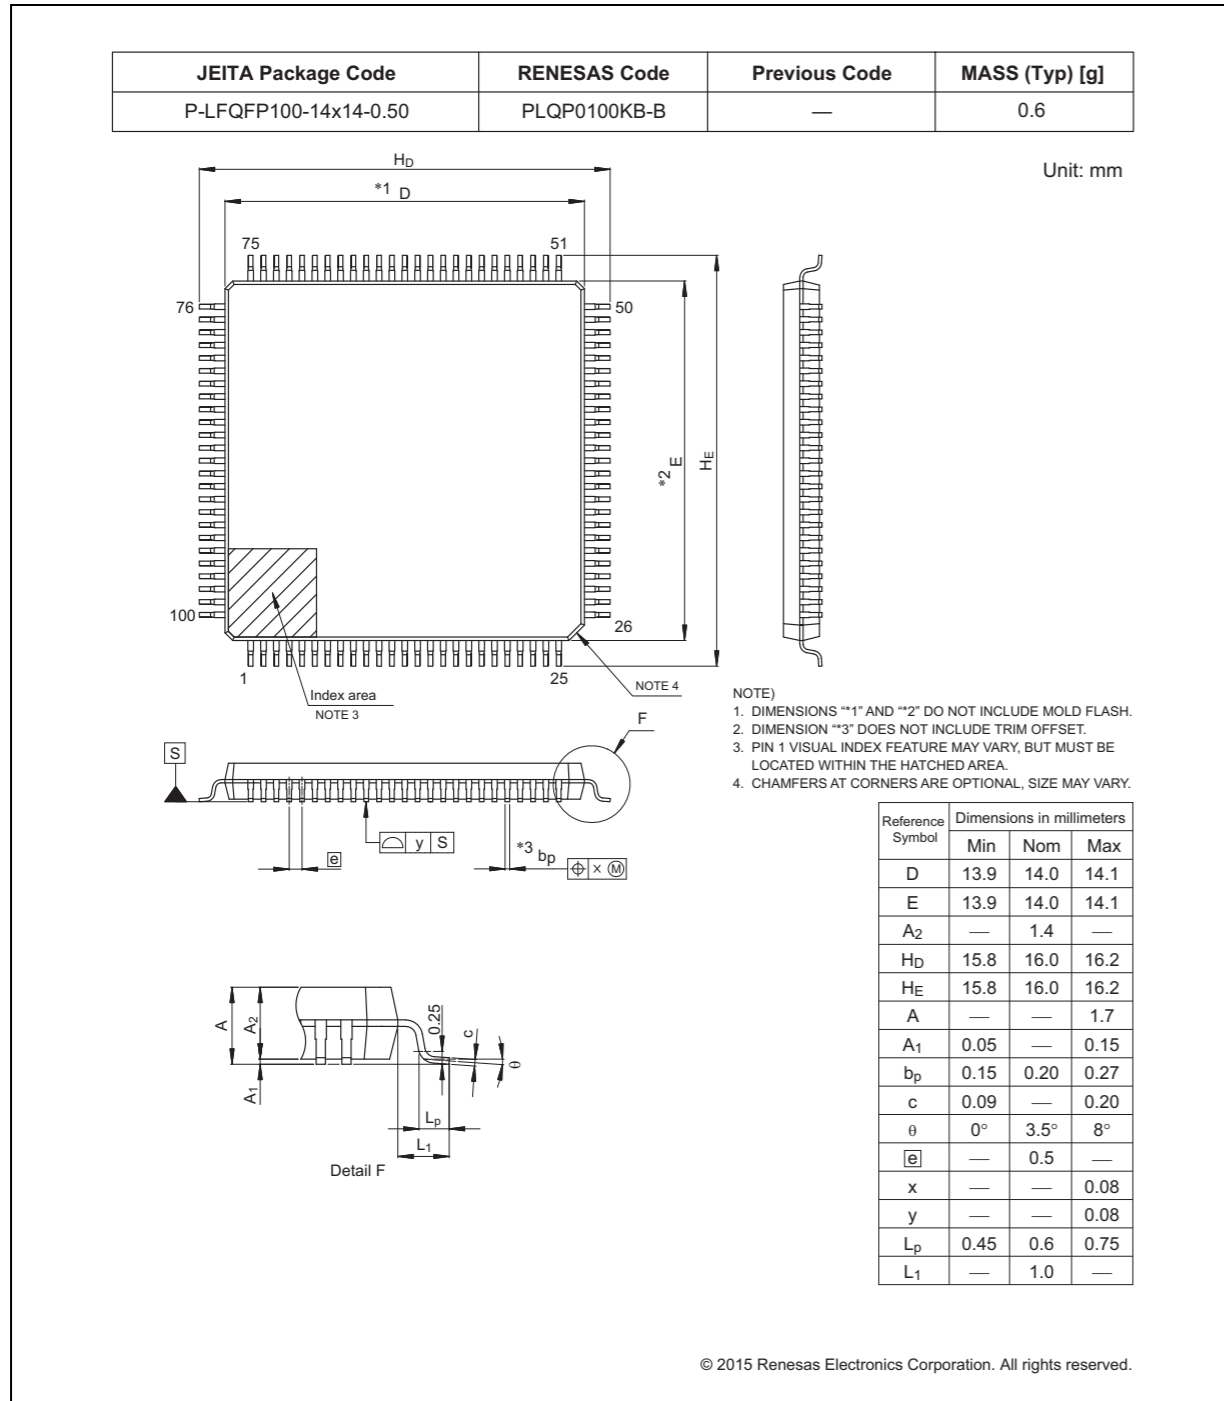 JEITA Package Code RENESAS Code Previous Code MASS (Typ) [g]
P-LFQFP100-14x14-0.50 PLQP0100KB-B — 0.6
Unit: mm
HD
*1 D
75 51
76 50
*2 E
HE
100 26
1 25
Index area
NOTE 3
NOTE 4
NOTE)
1. DIMENSIONS “*1” AND “*2” DO NOT INCLUDE MOLD FLASH.
2. DIMENSION “*3” DOES NOT INCLUDE TRIM OFFSET.
3. PIN 1 VISUAL INDEX FEATURE MAY VARY, BUT MUST BE
LOCATED WITHIN THE HATCHED AREA.
4. CHAMFERS AT CORNERS ARE OPTIONAL, SIZE MAY VARY.
F
S
y S
e
*3 bp
x M
A
A2
A1
0.25
c
θ
Lp
L1
Detail F
Reference Symbol Dimensions in millimeters
Min Nom Max
D 13.9 14.0 14.1
E 13.9 14.0 14.1
A2 — 1.4 —
HD 15.8 16.0 16.2
HE 15.8 16.0 16.2
A — — 1.7
A1 0.05 — 0.15
bp 0.15 0.20 0.27
c 0.09 — 0.20
θ 0° 3.5° 8°
e — 0.5 —
x — — 0.08
y — — 0.08
Lp 0.45 0.6 0.75
L1 — 1.0 —
© 2015 Renesas Electronics Corporation. All rights reserved.